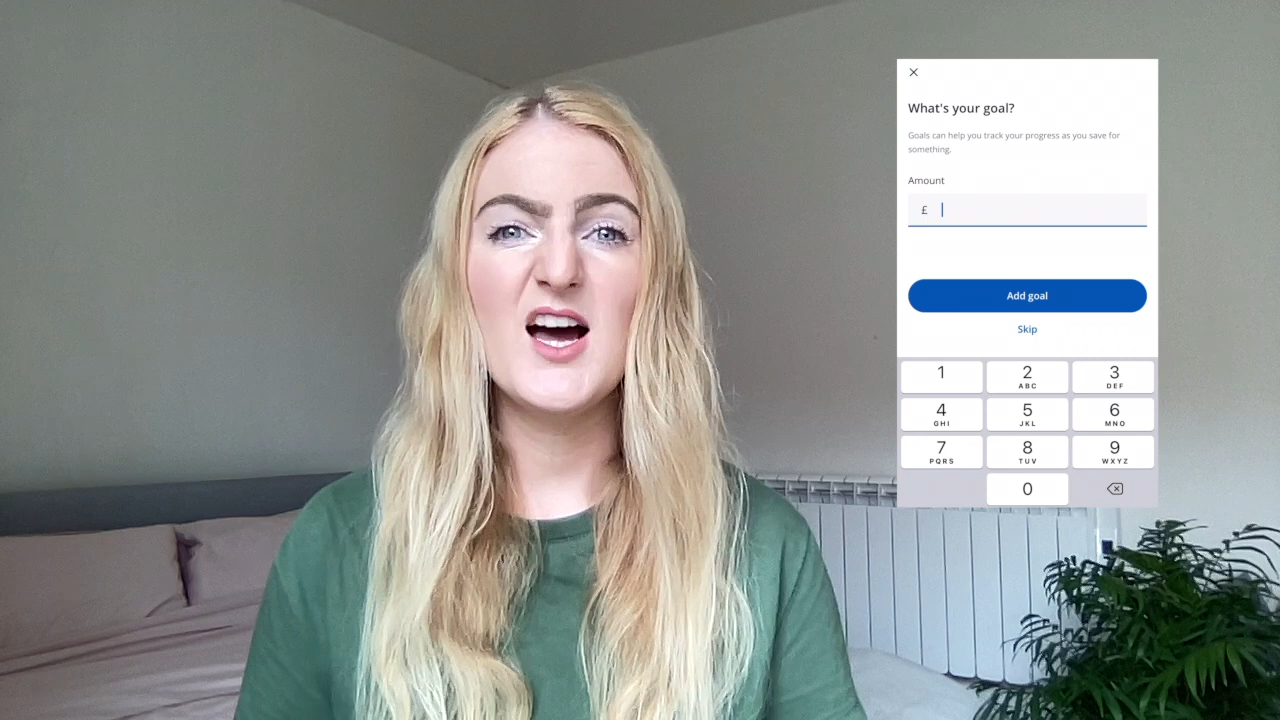 What's your goal?
Goals can help you track your progress as you save for
something.
Amount
£
Add goal
Skip
1
2
ABC
3
DEF
4
GHI
5
JKL
6
MNO
7
PQRS
8
TUV
9
WXYZ
0